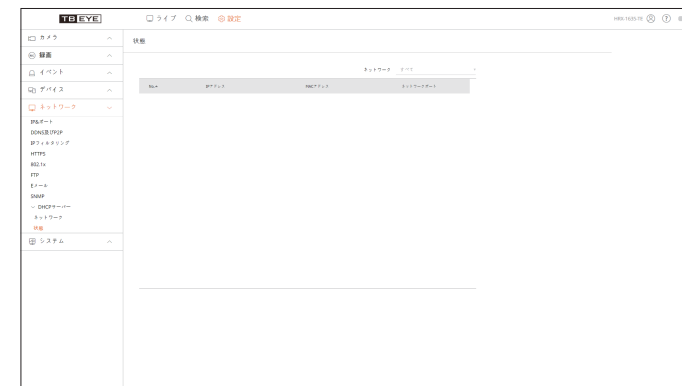 TB EYE ライブ 検索 設定 HRX-1635-TX
カメラ
状態
録画
ネットワーク すべて
イベント
No. IPアドレス MACアドレス ネットワークポート
デバイス
ネットワーク
IP&ポート
DDNS及びP2P
IPフィルタリング
HTTPS
802.1x
FTP
Eメール
SNMP
DHCPサーバー
ネットワーク
状態
システム